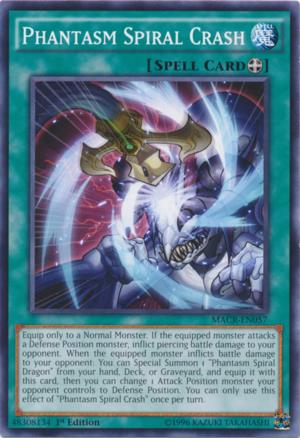 PHANTASM SPIRAL CRASH
[SPELL CARD]
MACR-EN057
Equip only to a Normal Monster. If the equipped monster attacks
a Defense Position monster, inflict piercing battle damage to your
opponent. When the equipped monster inflicts battle damage
to your opponent: You can Special Summon 1 "Phantasm Spiral
Dragon" from your hand, Deck, or Graveyard, and equip it with
this card, then you can change 1 Attack Position monster your
opponent controls to Defense Position. You can only use this
effect of "Phantasm Spiral Crash" once per turn.
38308134 1st Edition ©1996 KAZUKI TAKAHASHI